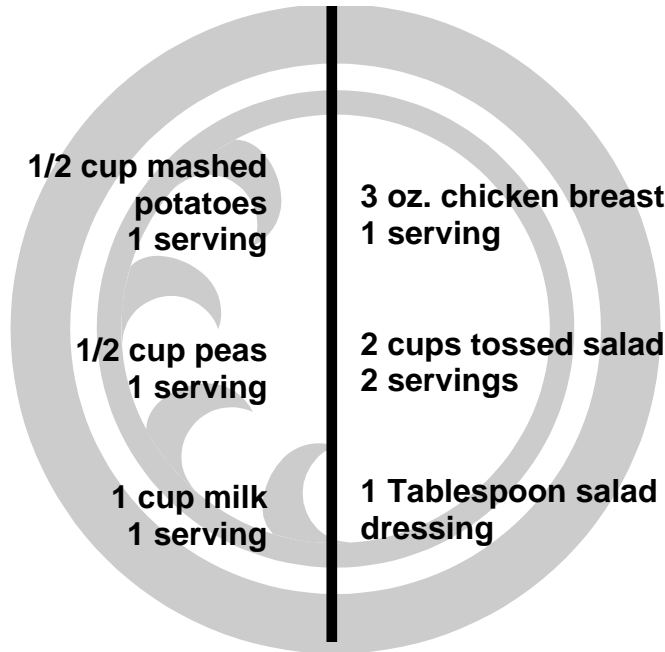 1/2 cup mashed
potatoes
1 serving
1/2 cup peas
1 serving
1 cup milk
1 serving
3 oz. chicken breast
1 serving
2 cups tossed salad
2 servings
1 Tablespoon salad
dressing